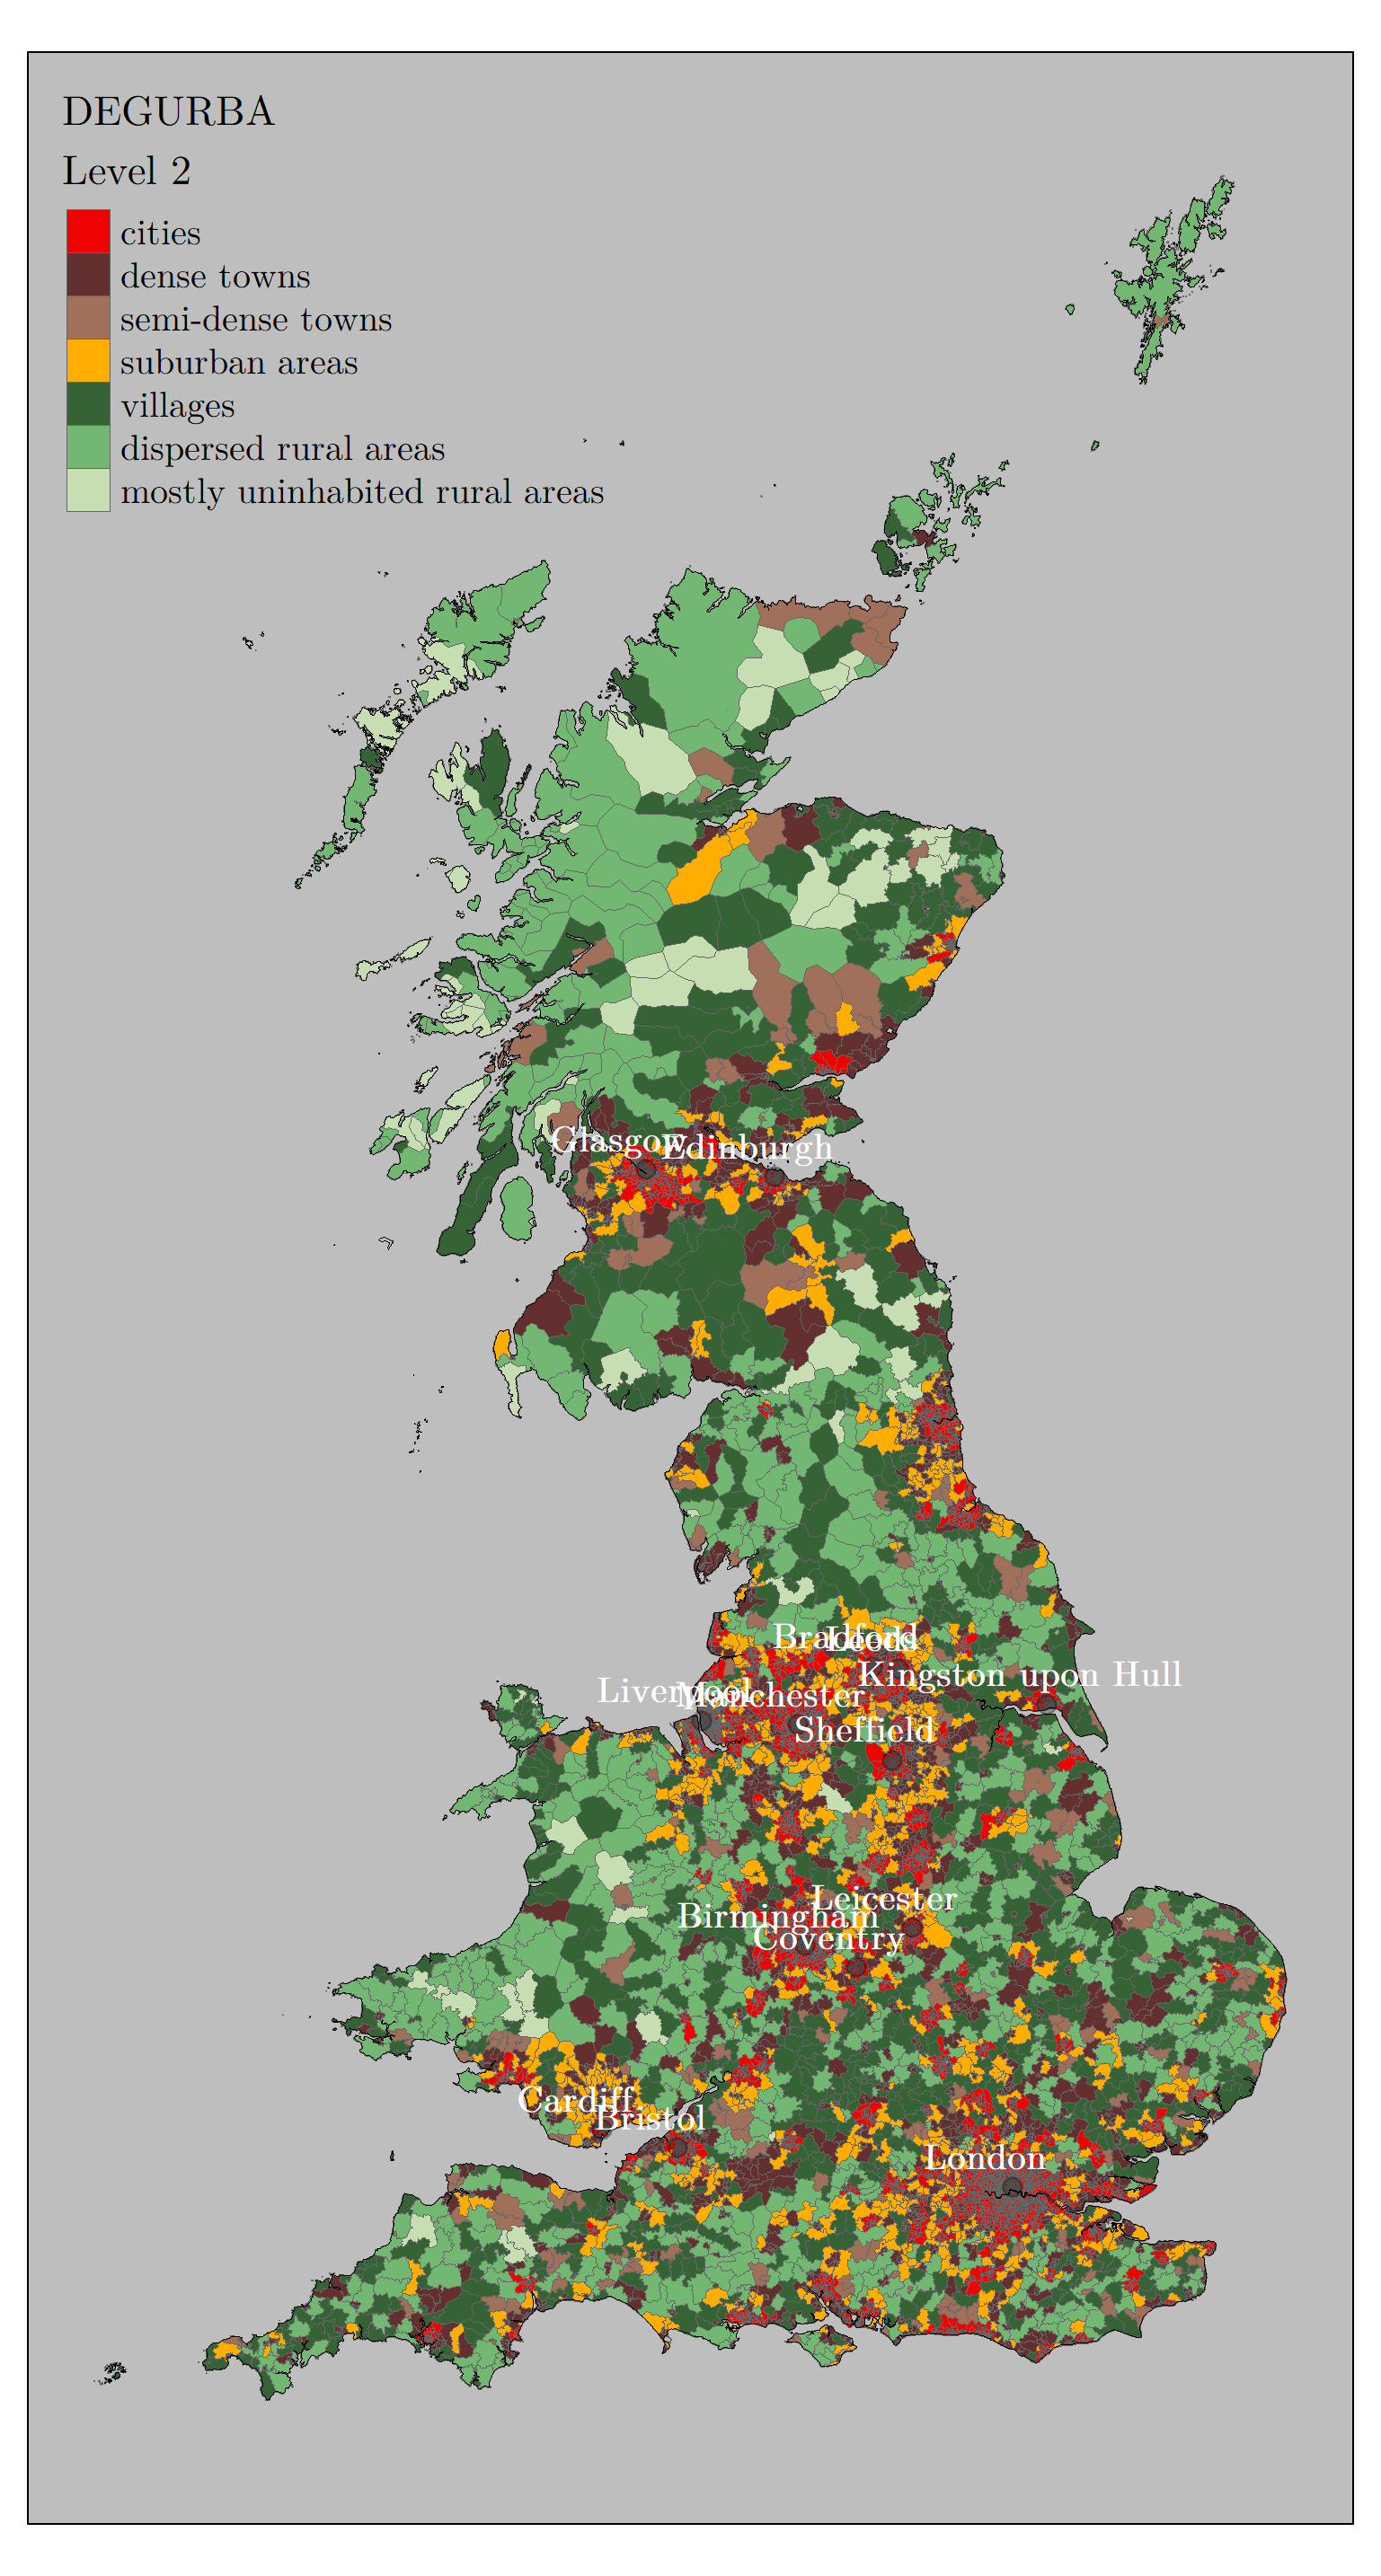 DEGURBA
Level 2
cities
dense towns
semi-dense towns
suburban areas
villages
dispersed rural areas
mostly uninhabited rural areas
Glasgow
Edinburgh
Bradford
Leeds
Kingston upon Hull
Liverpool
Manchester
Sheffield
Leicester
Birmingham
Coventry
Cardiff
Bristol
London